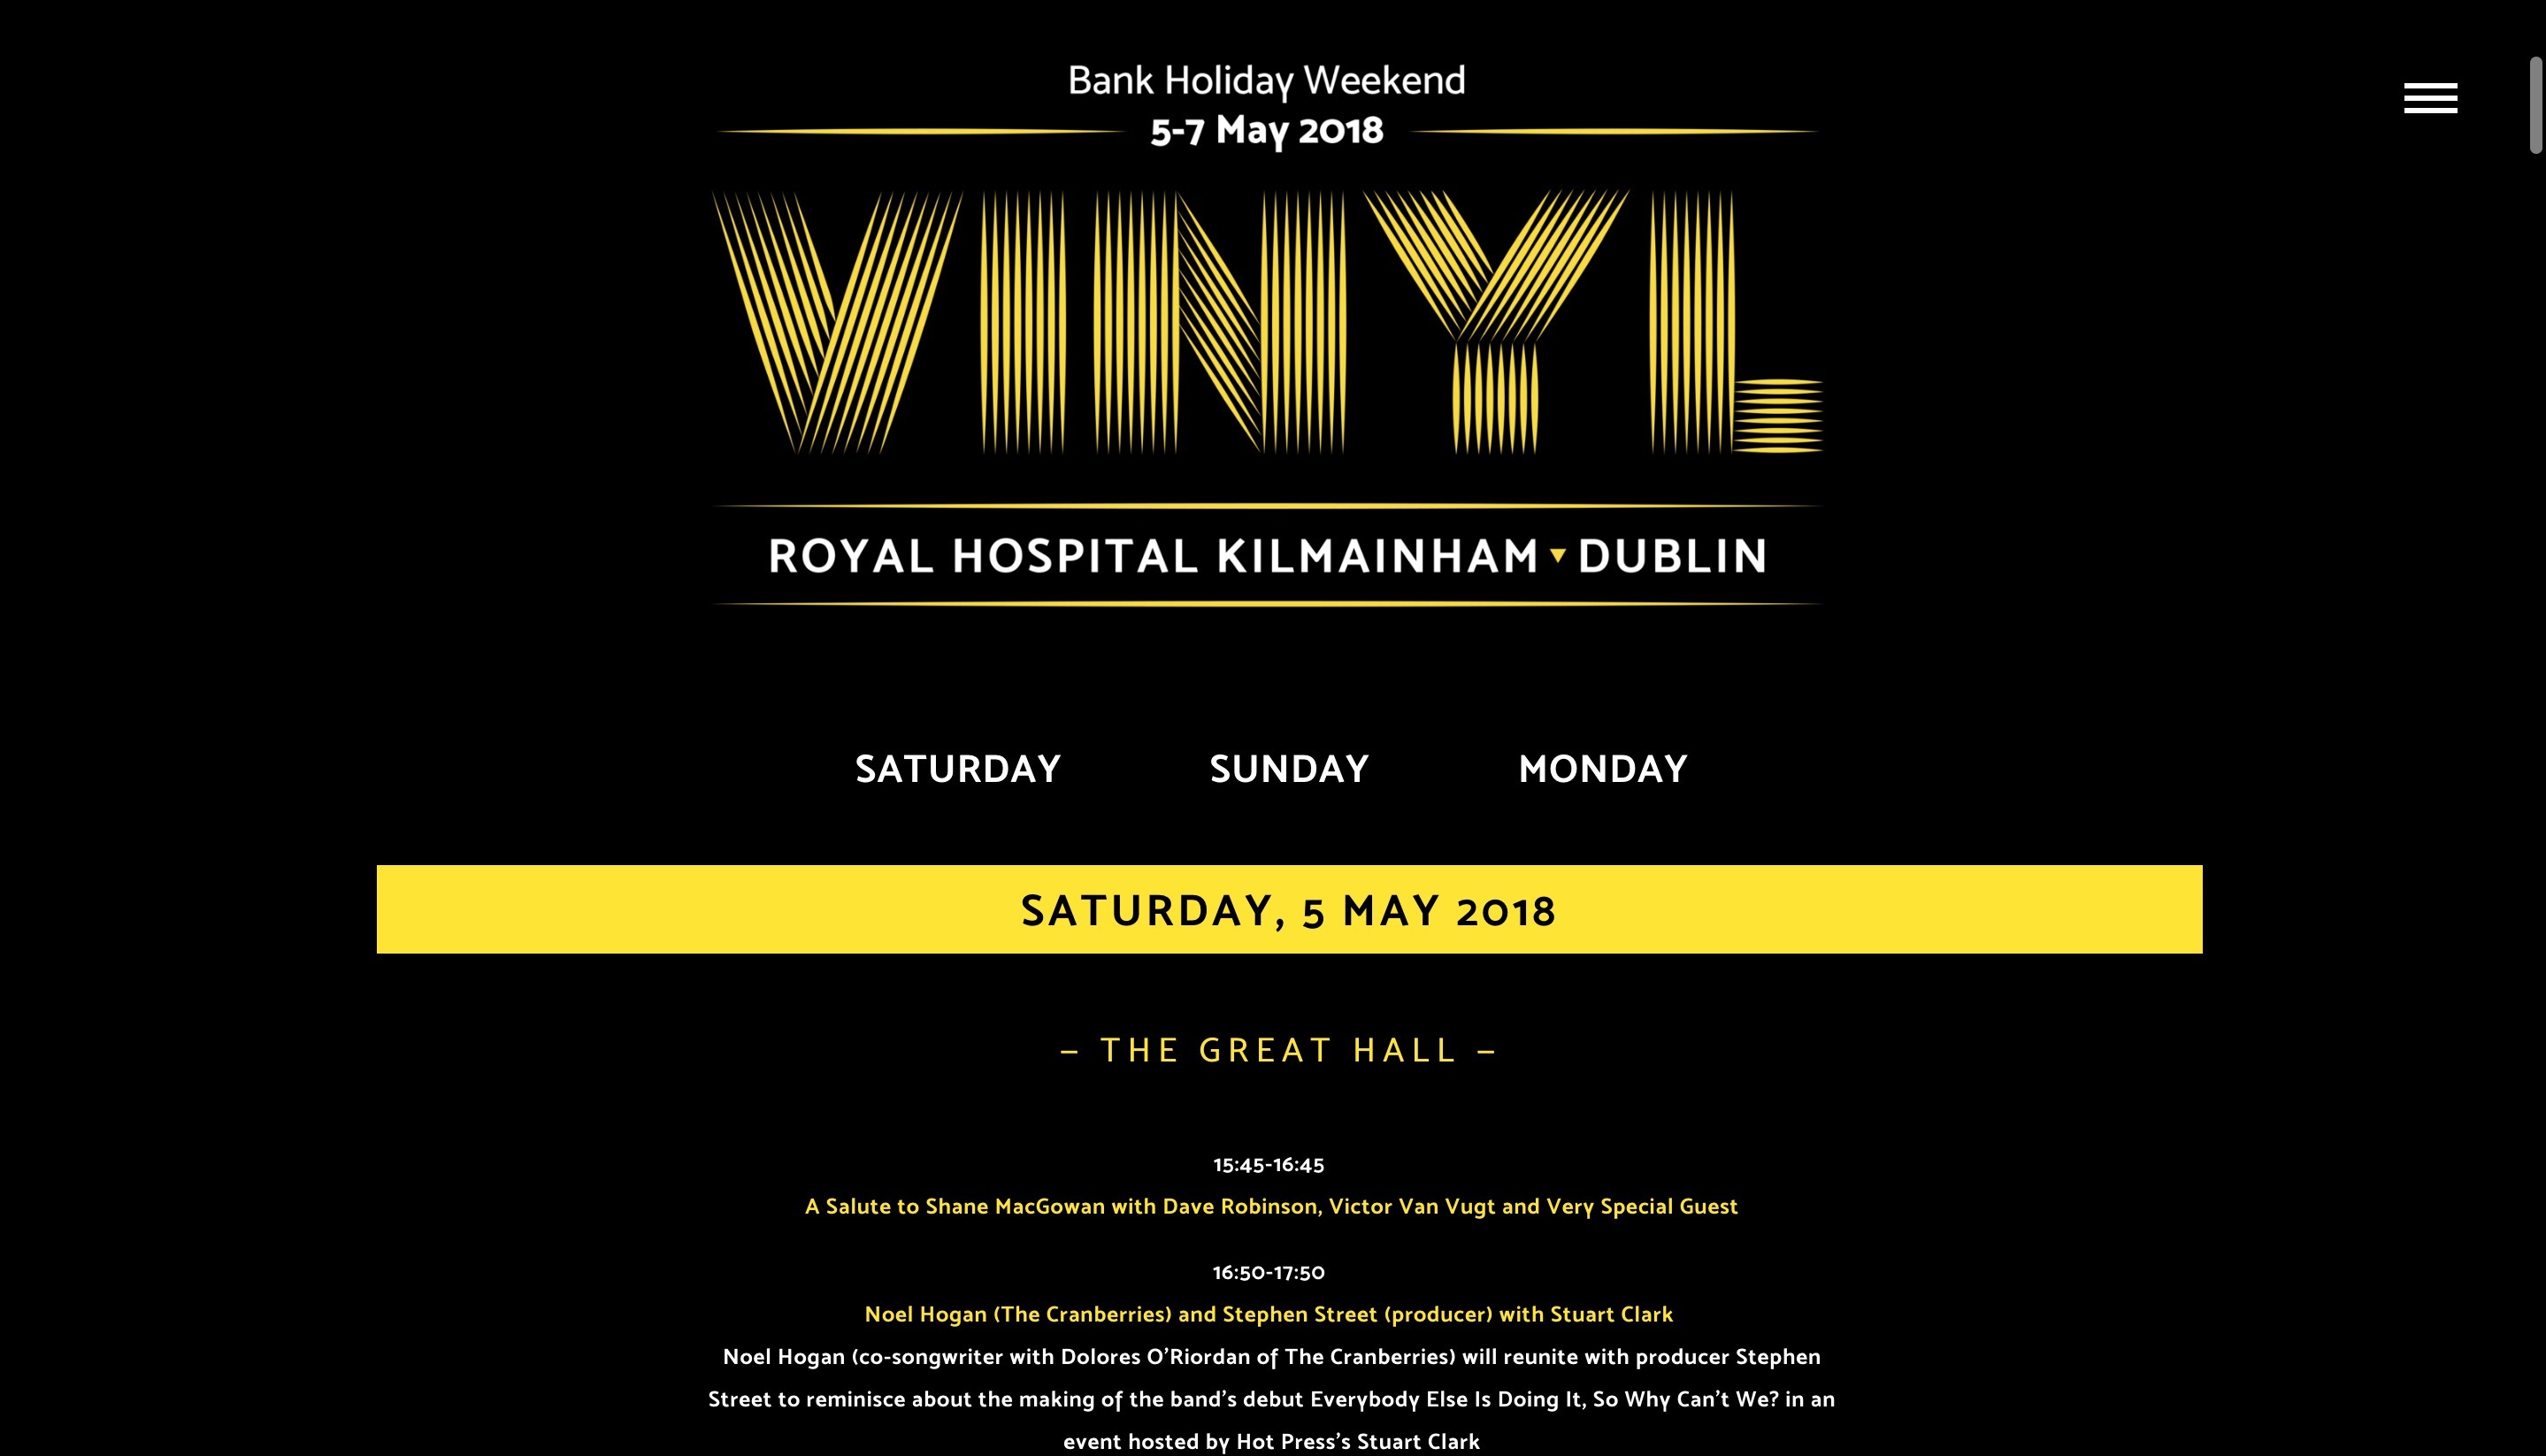 Bank Holiday Weekend
5-7 May 2018
VINYL
ROYAL HOSPITAL KILMAINHAM ▾ DUBLIN
SATURDAY SUNDAY MONDAY
SATURDAY, 5 MAY 2018
– THE GREAT HALL –
15:45-16:45
A Salute to Shane MacGowan with Dave Robinson, Victor Van Vugt and Very Special Guest
16:50-17:50
Noel Hogan (The Cranberries) and Stephen Street (producer) with Stuart Clark
Noel Hogan (co-songwriter with Dolores O’Riordan of The Cranberries) will reunite with producer Stephen
Street to reminisce about the making of the band’s debut Everybody Else Is Doing It, So Why Can’t We? in an
event hosted by Hot Press’s Stuart Clark